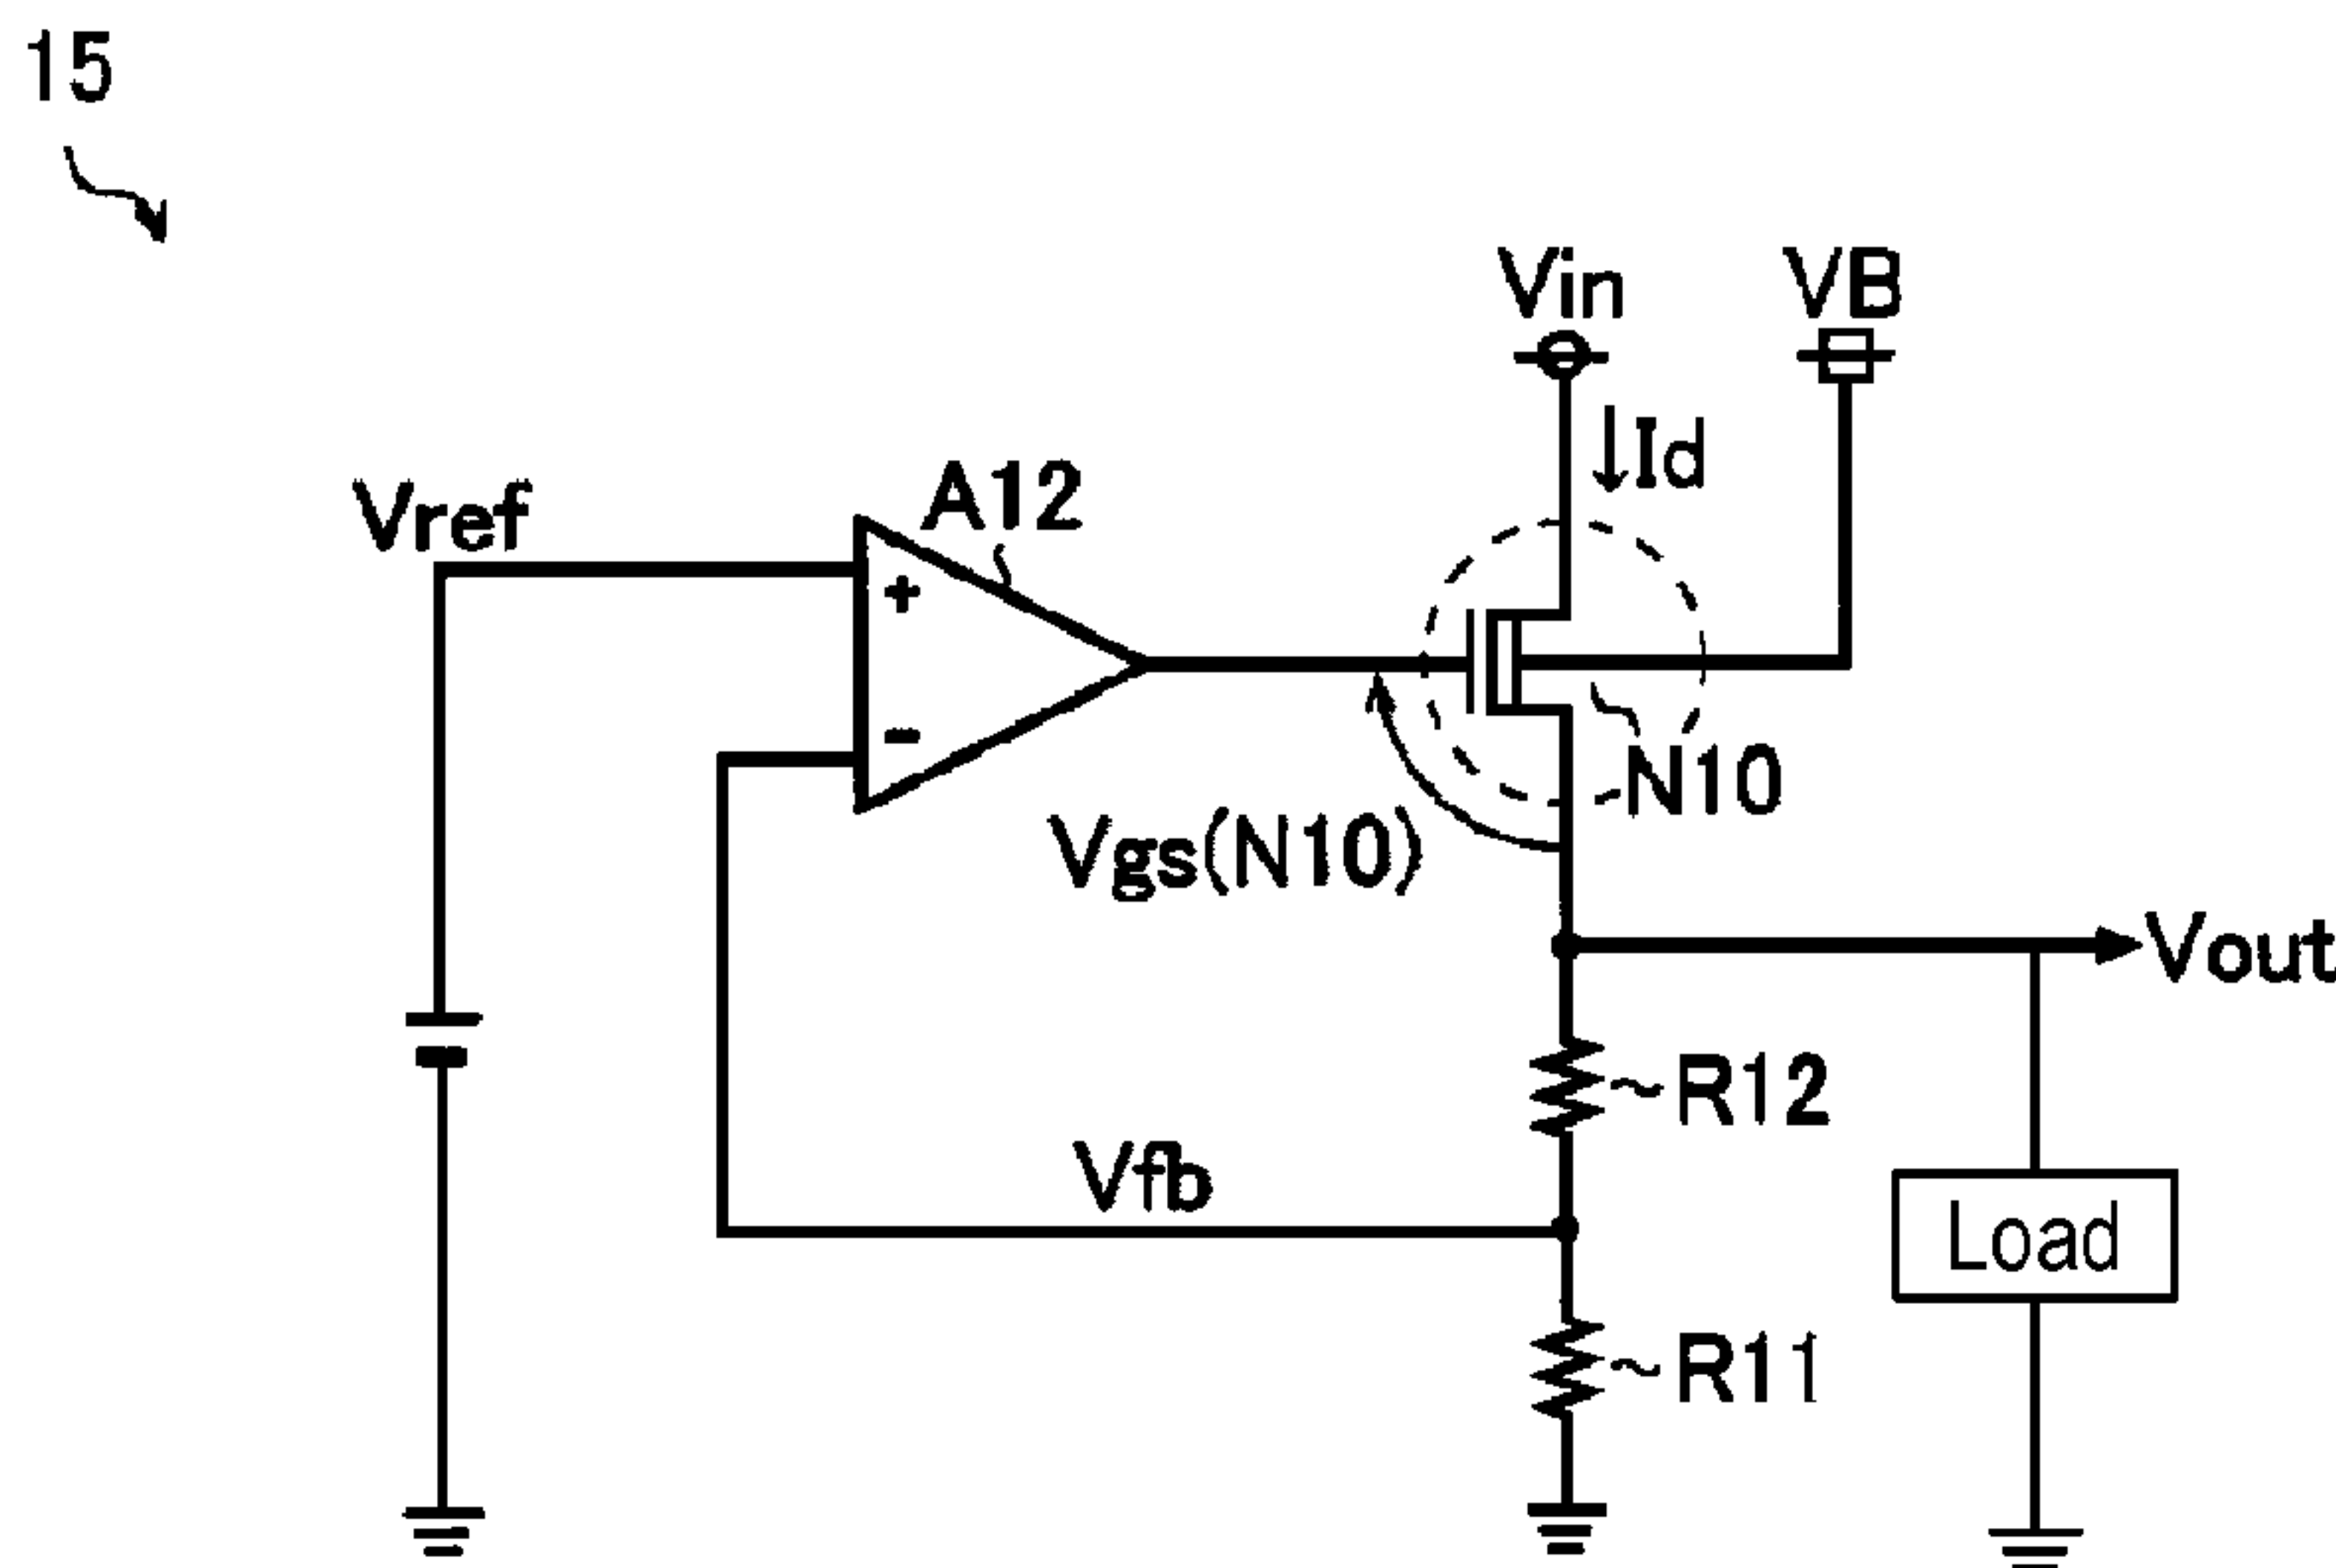 15
Vin
VB
Id
Vref
A12
+
-
N10
Vgs(N10)
Vout
~R12
Vfb
Load
~R11